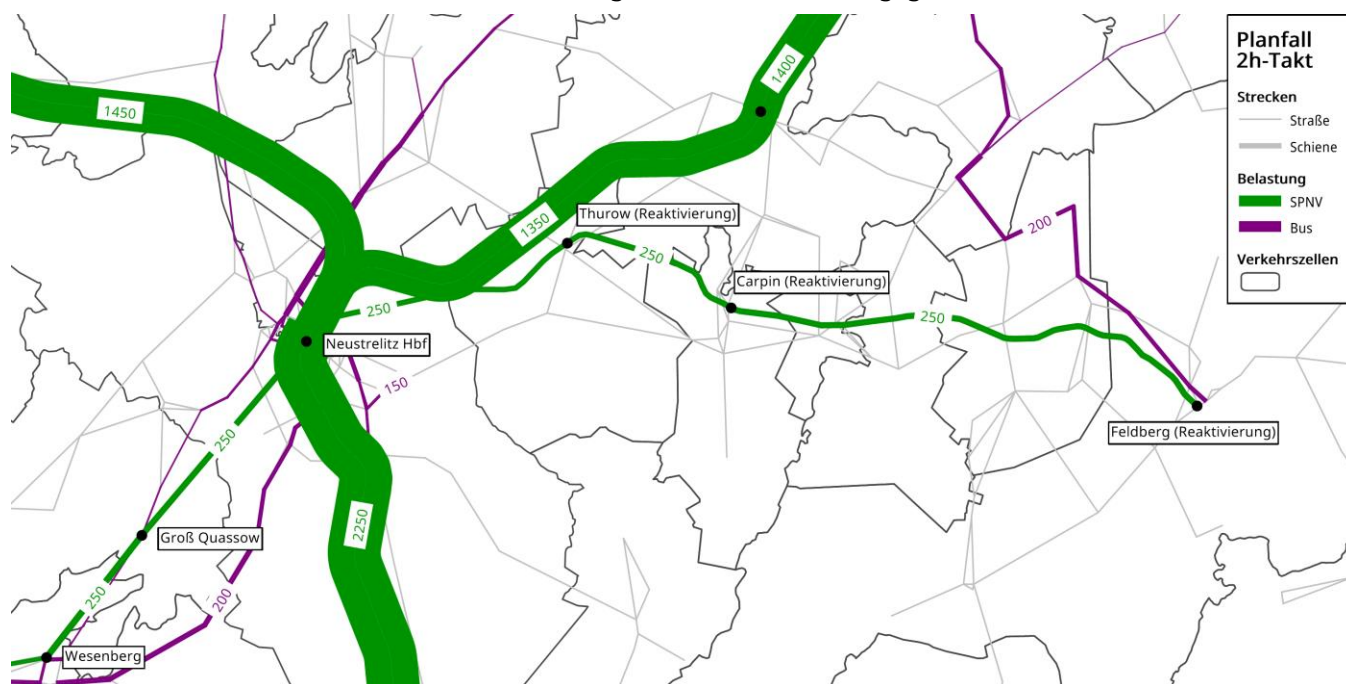 Planfall
2h-Takt
Strecken
Straße
Schiene
Belastung
SPNV
Bus
Verkehrszellen
1450
1400
1350
Thurow (Reaktivierung)
250
200
Carpin (Reaktivierung)
250
250
Neustrelitz Hbf
150
Feldberg (Reaktivierung)
250
2250
Groß Quassow
250
200
Wesenberg